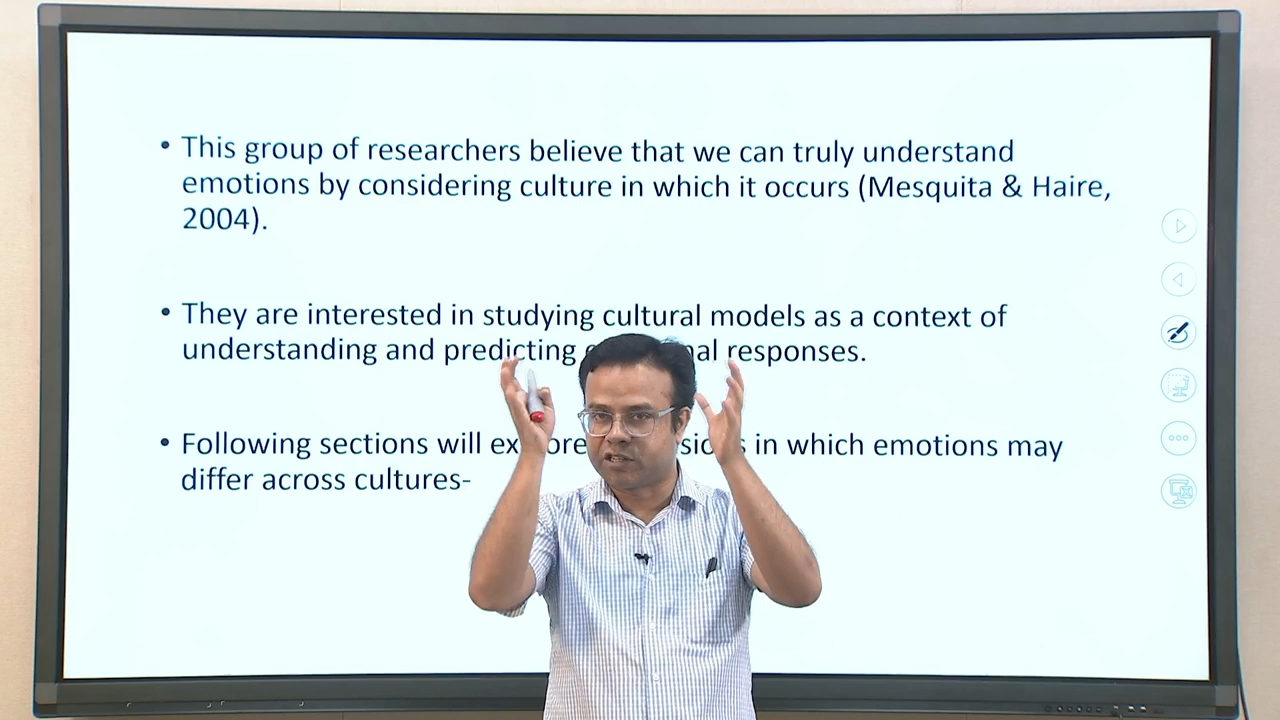 • This group of researchers believe that we can truly understand
emotions by considering culture in which it occurs (Mesquita & Haire,
2004).
• They are interested in studying cultural models as a context of
understanding and predicting responses.
• Following sections will in which emotions may
differ across cultures-